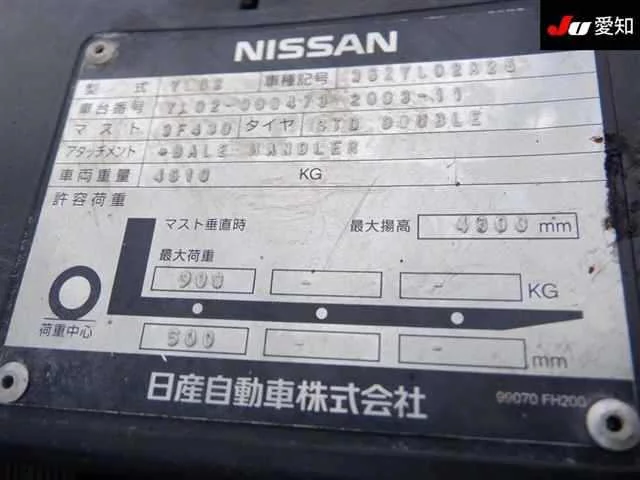 JU 愛知
NISSAN
型式 YL02 車種記号
車台番号 YL02-000473 2003-11
マスト 3F430 タイヤ STD DOUBLE
アタッチメント *BALE HANDLER
車両重量 4610 KG
許容荷重
マスト垂直時 最大揚高 4300 mm
最大荷重
900 - - KG
荷重中心
500 - - mm
日産自動車株式会社 99070 FH200